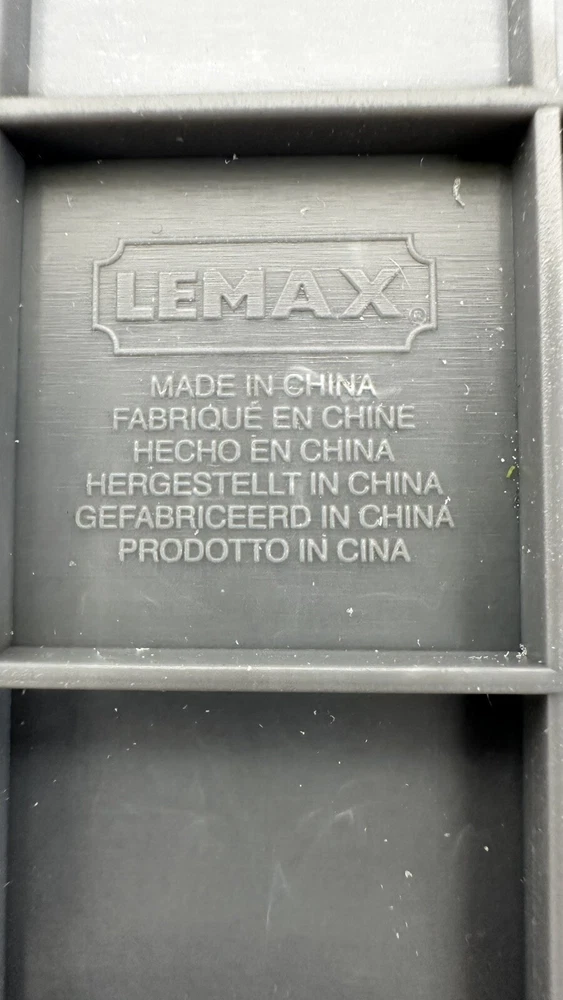 LEMAX®
MADE IN CHINA
FABRIQUÉ EN CHINE
HECHO EN CHINA
HERGESTELLT IN CHINA
GEFABRICEERD IN CHINA
PRODOTTO IN CINA